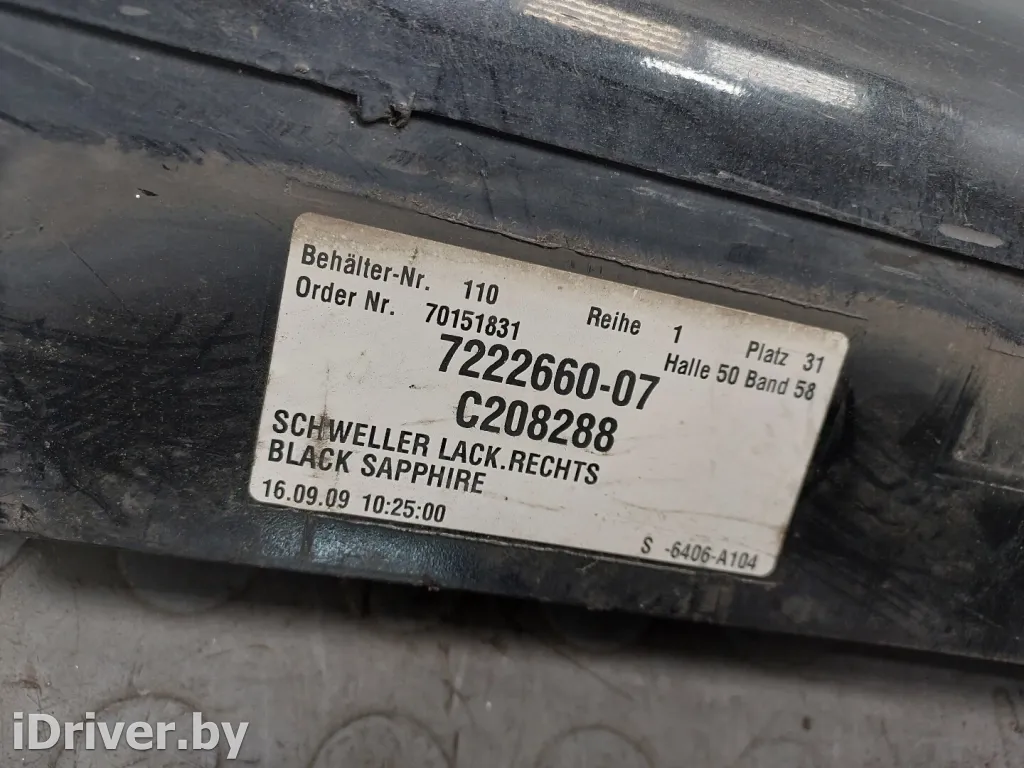 Behälter-Nr. 110 Reihe 1 Platz 31
Order Nr. 70151831 Halle 50 Band 58
7222660-07
C208288
SCHWELLER LACK.RECHTS
BLACK SAPPHIRE
16.09.09 10:25:00
S -6406-A104
iDriver.by